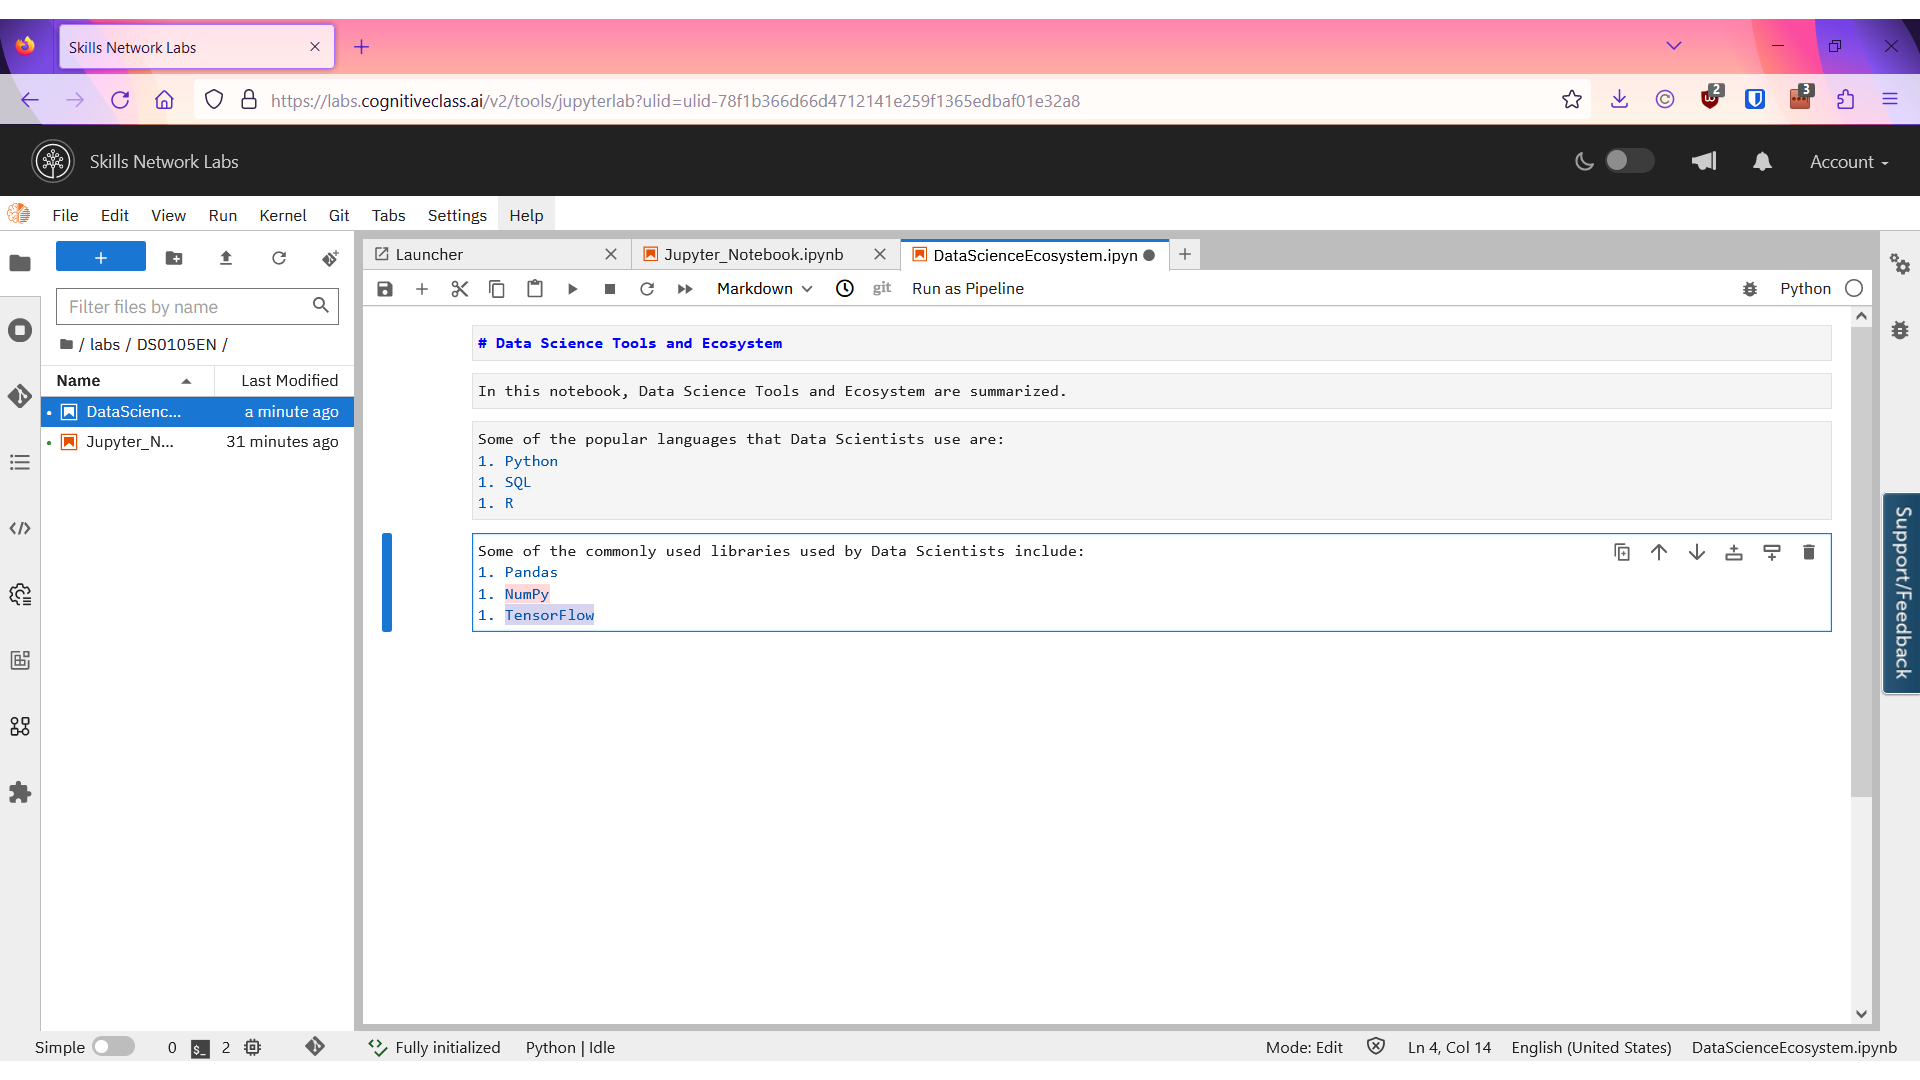 Skills Network Labs
https://labs.cognitiveclass.ai/v2/tools/jupyterlab?ulid=ulid-78f1b366d66d4712141e259f1365edbaf01e32a8
2
3
Skills Network Labs
Account
File Edit View Run Kernel Git Tabs Settings Help
Launcher
Jupyter_Notebook.ipynb
DataScienceEcosystem.ipyn
Markdown
git
Run as Pipeline
Python
Filter files by name
/ labs / DS0105EN /
Name Last Modified
DataScienc... a minute ago
Jupyter_N... 31 minutes ago
# Data Science Tools and Ecosystem
In this notebook, Data Science Tools and Ecosystem are summarized.
Some of the popular languages that Data Scientists use are:
1. Python
1. SQL
1. R
Some of the commonly used libraries used by Data Scientists include:
1. Pandas
1. NumPy
1. TensorFlow
Support/Feedback
Simple 0 $_ 2 Fully initialized Python | Idle Mode: Edit Ln 4, Col 14 English (United States) DataScienceEcosystem.ipynb